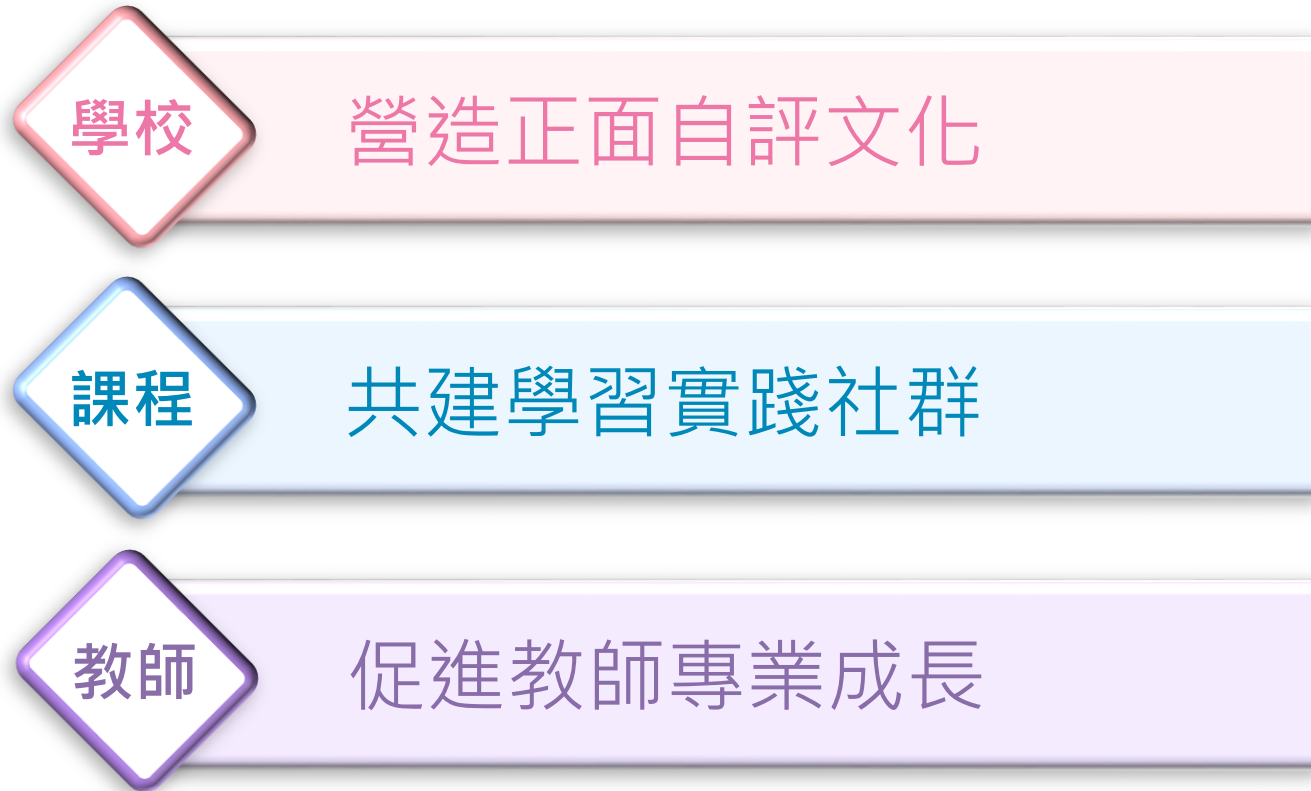 學校
營造正面自評文化
課程
共建學習實踐社群
教師
促進教師專業成長